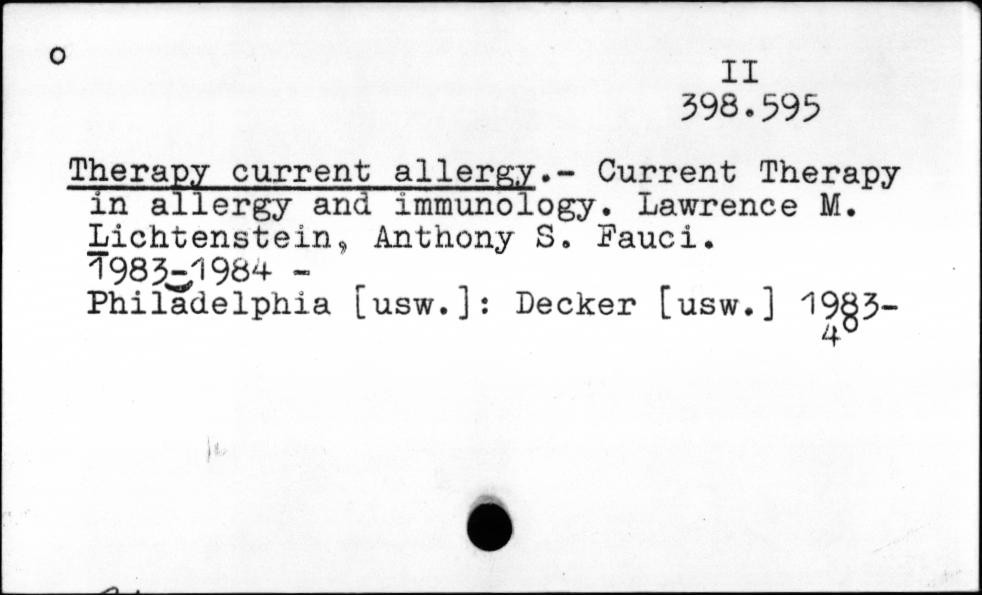 o
II
398.595
Therapy current allergy.- Current Therapy
in allergy and immunology. Lawrence M.
Lichtenstein, Anthony S. Fauci.
1983-1984 -
Philadelphia [usw.]: Decker [usw.] 1983-
4o